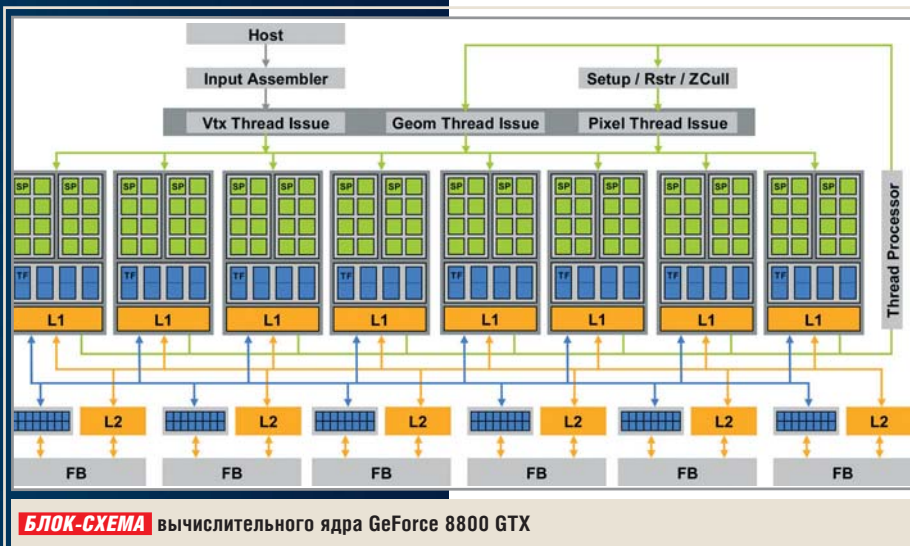 Host
Input Assembler
Setup / Rstr / ZCull
Vtx Thread Issue
Geom Thread Issue
Pixel Thread Issue
SP SP SP SP SP SP SP SP SP SP SP SP SP SP SP SP
TF TF TF TF TF TF TF TF
Thread Processor
L1 L1 L1 L1 L1 L1 L1 L1
L2 L2 L2 L2 L2 L2
FB FB FB FB FB FB
БЛОК-СХЕМА вычислительного ядра GeForce 8800 GTX